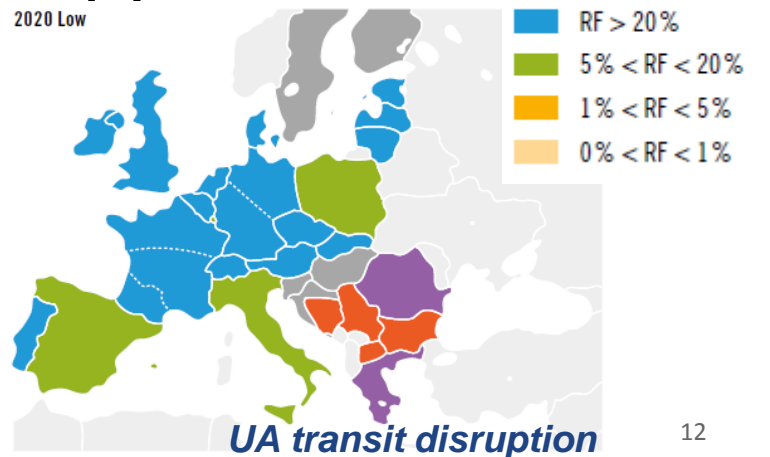 2020 Low
RF > 20%
5% < RF < 20%
1% < RF < 5%
0% < RF < 1%
UA transit disruption
12